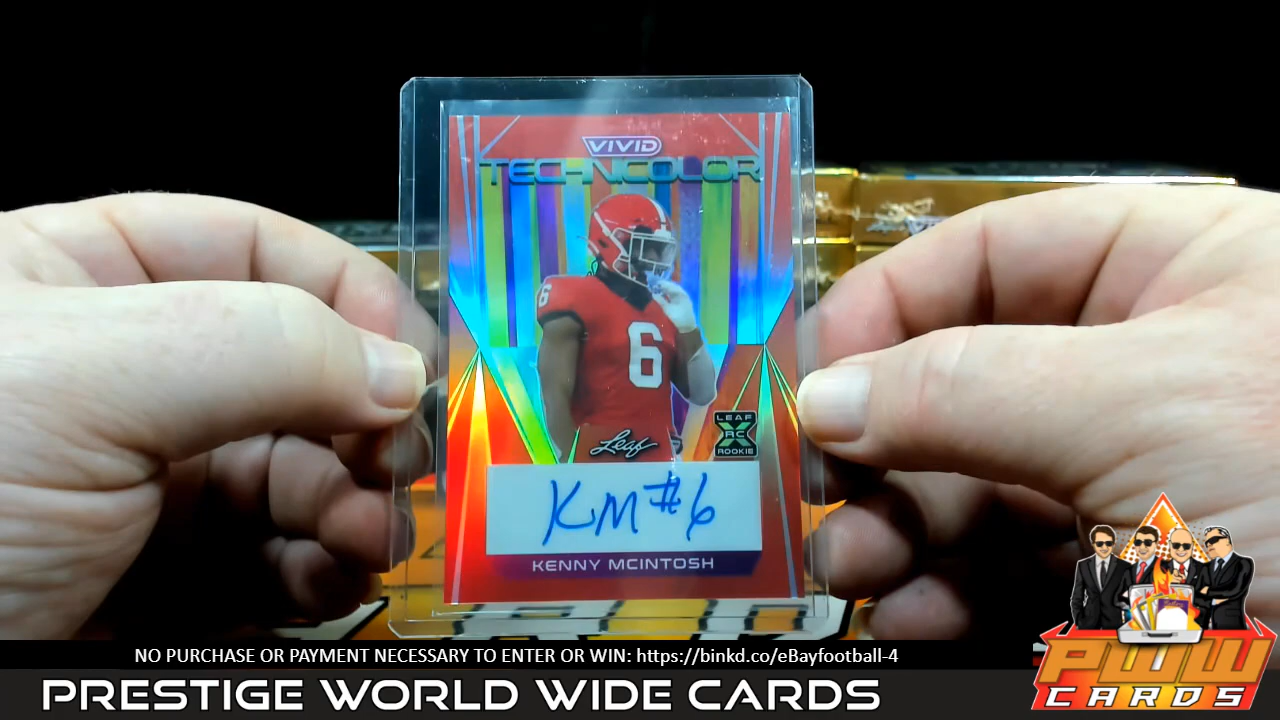 VIVID
TECHNICOLOR
6
6
LEAF
X
RC
ROOKIE
Leaf
KM #6
KENNY MCINTOSH
NO PURCHASE OR PAYMENT NECESSARY TO ENTER OR WIN: https://binkd.co/eBayfootball-4
PRESTIGE WORLD WIDE CARDS
PWW
CARDS